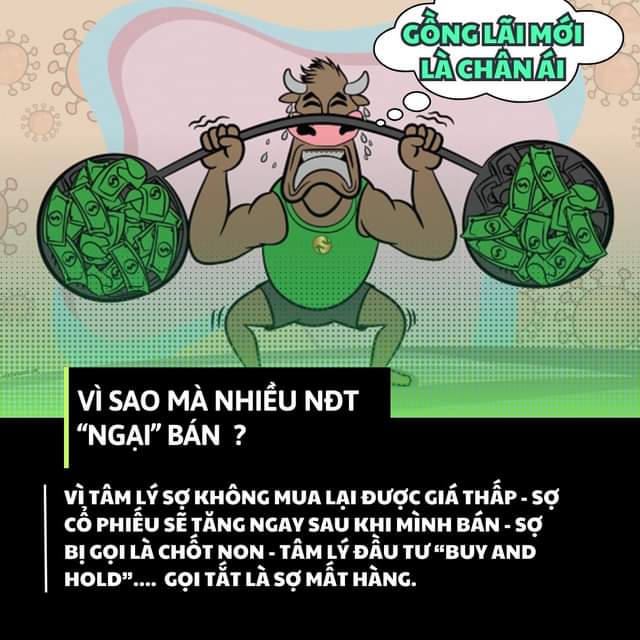 GỒNG LÃI MỚI
LÀ CHÂN ÁI
VÌ SAO MÀ NHIỀU NĐT
“NGẠI” BÁN ?
VÌ TÂM LÝ SỢ KHÔNG MUA LẠI ĐƯỢC GIÁ THẤP - SỢ
CỔ PHIẾU SẼ TĂNG NGAY SAU KHI MÌNH BÁN - SỢ
BỊ GỌI LÀ CHỐT NON - TÂM LÝ ĐẦU TƯ “BUY AND
HOLD”.... GỌI TẮT LÀ SỢ MẤT HÀNG.